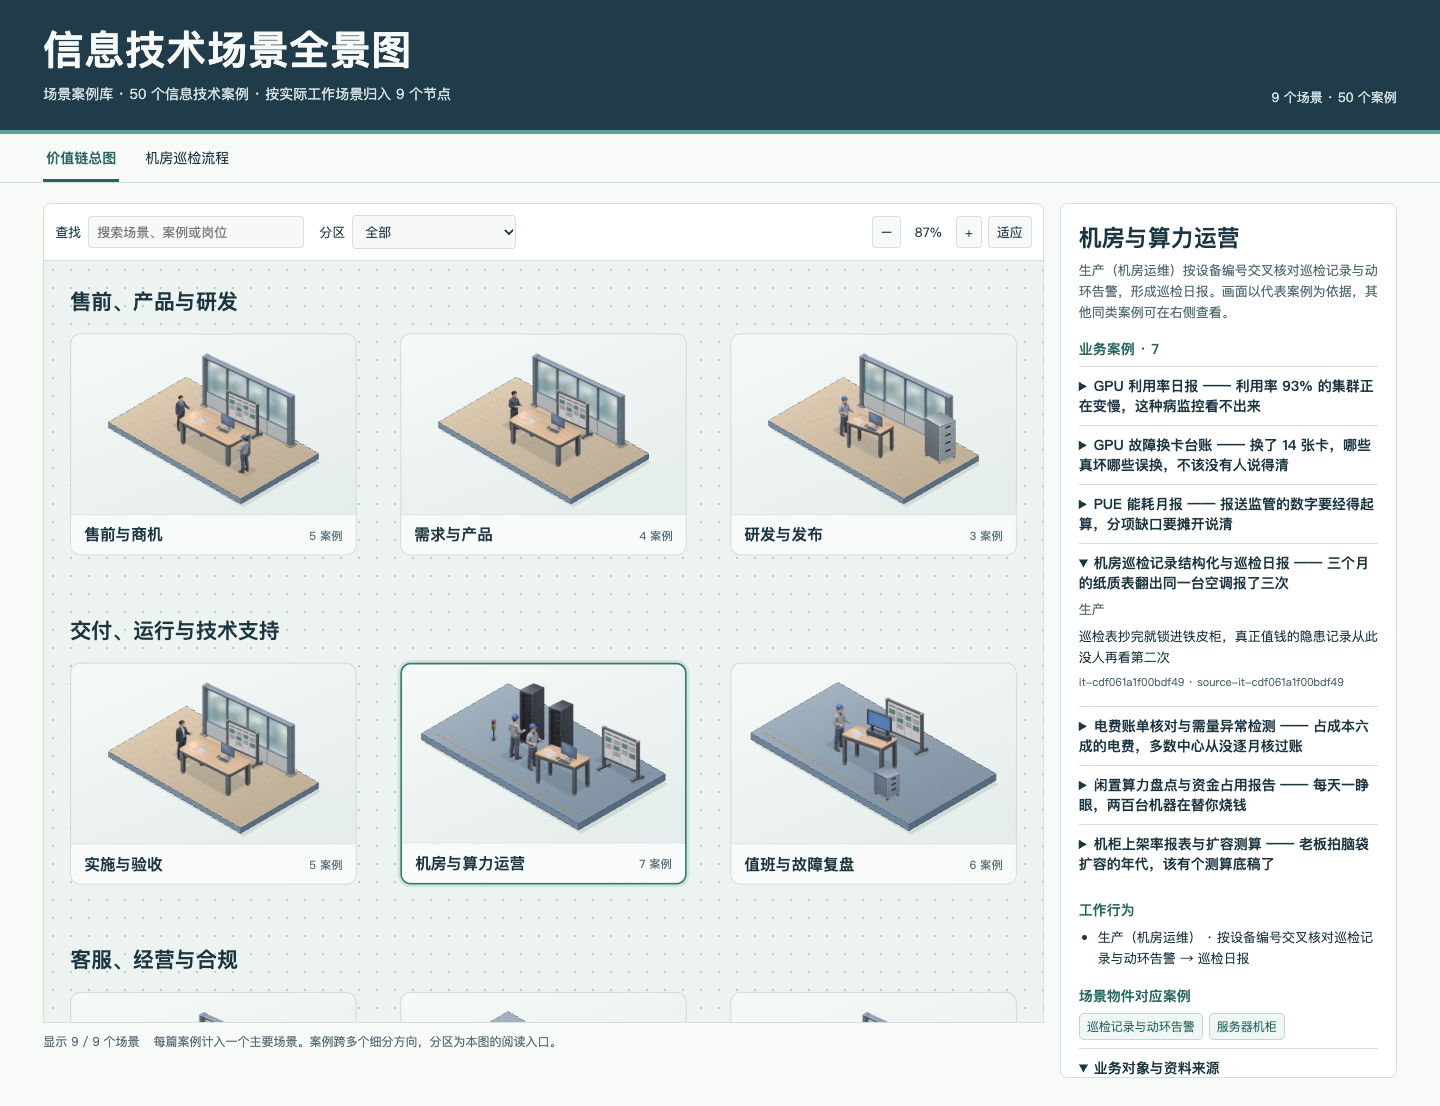 信息技术场景全景图
场景案例库 · 50 个信息技术案例 · 按实际工作场景归入 9 个节点
9 个场景 · 50 个案例
价值链总图
机房巡检流程
查找
搜索场景、案例或岗位
分区
全部
—
87%
+
适应
售前、产品与研发
售前与商机
5 案例
需求与产品
4 案例
研发与发布
3 案例
交付、运行与技术支持
实施与验收
5 案例
机房与算力运营
7 案例
值班与故障复盘
6 案例
客服、经营与合规
显示 9 / 9 个场景
每篇案例计入一个主要场景。案例跨多个细分方向，分区为本图的阅读入口。
机房与算力运营
生产（机房运维）按设备编号交叉核对巡检记录与动
环告警，形成巡检日报。画面以代表案例为依据，其
他同类案例可在右侧查看。
业务案例 · 7
▶ GPU 利用率日报 —— 利用率 93% 的集群正
在变慢，这种病监控看不出来
▶ GPU 故障换卡台账 —— 换了 14 张卡，哪些
真坏哪些误换，不该没有人说得清
▶ PUE 能耗月报 —— 报送监管的数字要经得起
算，分项缺口要摊开说清
▼ 机房巡检记录结构化与巡检日报 —— 三个月
的纸质表翻出同一台空调报了三次
生产
巡检表抄完就锁进铁皮柜，真正值钱的隐患记录从此
没人再看第二次
it-cdf061a1f00bdf49 · source-it-cdf061a1f00bdf49
▶ 电费账单核对与需量异常检测 —— 占成本六
成的电费，多数中心从没逐月核过账
▶ 闲置算力盘点与资金占用报告 —— 每天一睁
眼，两百台机器在替你烧钱
▶ 机柜上架率报表与扩容测算 —— 老板拍脑袋
扩容的年代，该有个测算底稿了
工作行为
• 生产（机房运维） · 按设备编号交叉核对巡检记
录与动环告警 → 巡检日报
场景物件对应案例
巡检记录与动环告警
服务器机柜
▼ 业务对象与资料来源